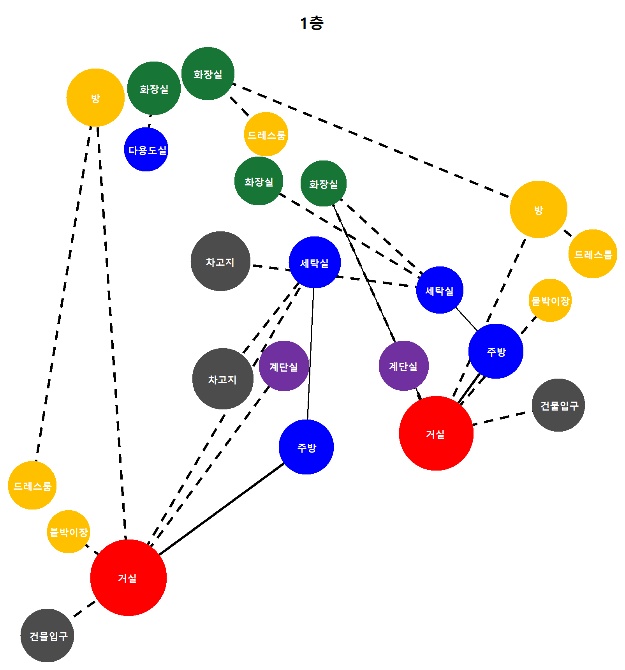 1층
화장실
화장실
방
드레스룸
다용도실
화장실
화장실
방
드레스룸
차고지
세탁실
세탁실
붙박이장
주방
계단실
계단실
차고지
건물입구
거실
주방
드레스룸
붙박이장
거실
건물입구